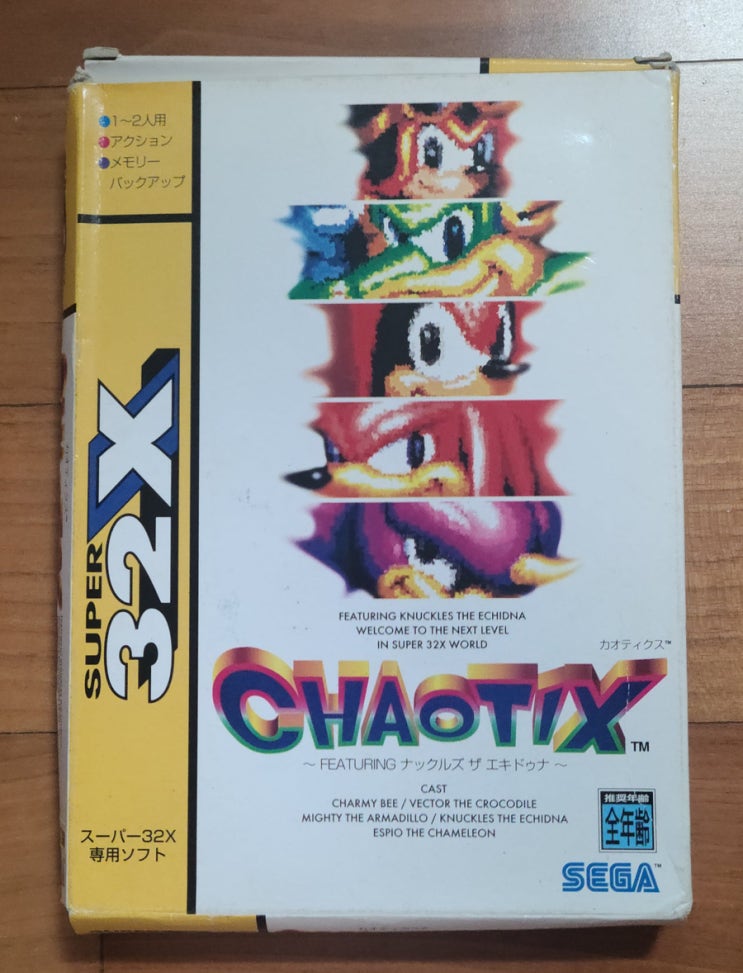 ●1～2人用
●アクション
●メモリー
バックアップ
SUPER 32X
FEATURING KNUCKLES THE ECHIDNA
WELCOME TO THE NEXT LEVEL
IN SUPER 32X WORLD
カオティクス™
CHAOTIX™
～ FEATURING ナックルズ ザ エキドゥナ ～
CAST
CHARMY BEE / VECTOR THE CROCODILE
MIGHTY THE ARMADILLO / KNUCKLES THE ECHIDNA
ESPIO THE CHAMELEON
推奨年齢
全年齢
スーパー32X
専用ソフト
SEGA™